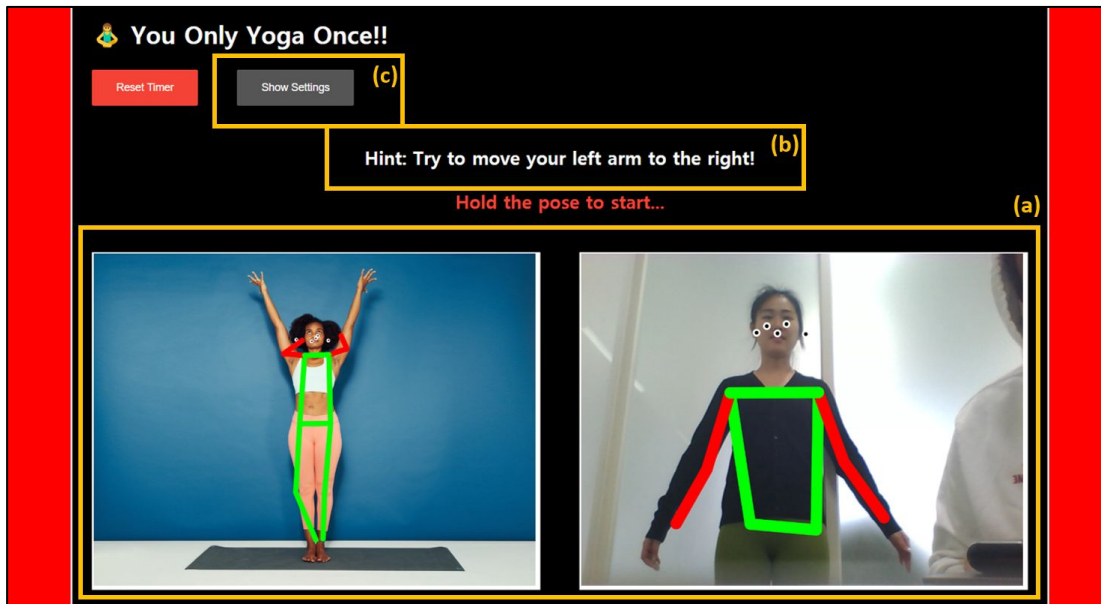 You Only Yoga Once!!
Reset Timer
Show Settings
(c)
Hint: Try to move your left arm to the right!
(b)
Hold the pose to start...
(a)